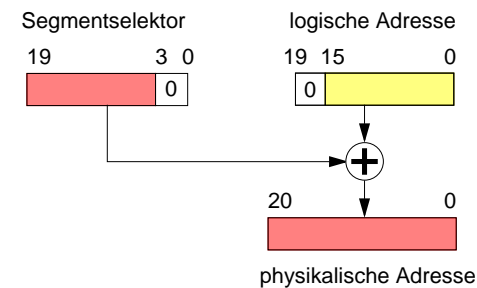 Segmentselektor
logische Adresse
19 3 0
19 15 0
0
0
20 0
physikalische Adresse